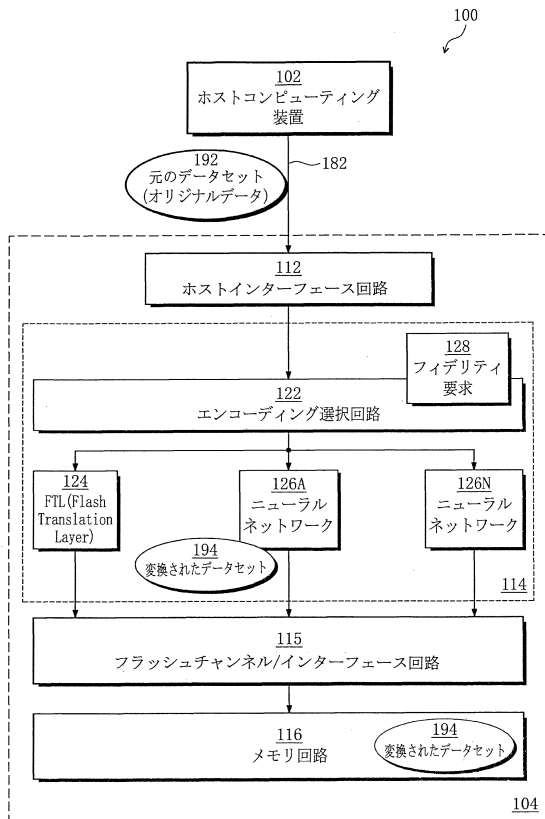 100
102
ホストコンピューティング
装置
192
元のデータセット
(オリジナルデータ)
182
112
ホストインターフェース回路
128
フィデリティ
要求
122
エンコーディング選択回路
124
FTL(Flash
Translation
Layer)
126A
ニューラル
ネットワーク
126N
ニューラル
ネットワーク
194
変換されたデータセット
114
115
フラッシュチャンネル/インターフェース回路
116
メモリ回路
194
変換されたデータセット
104